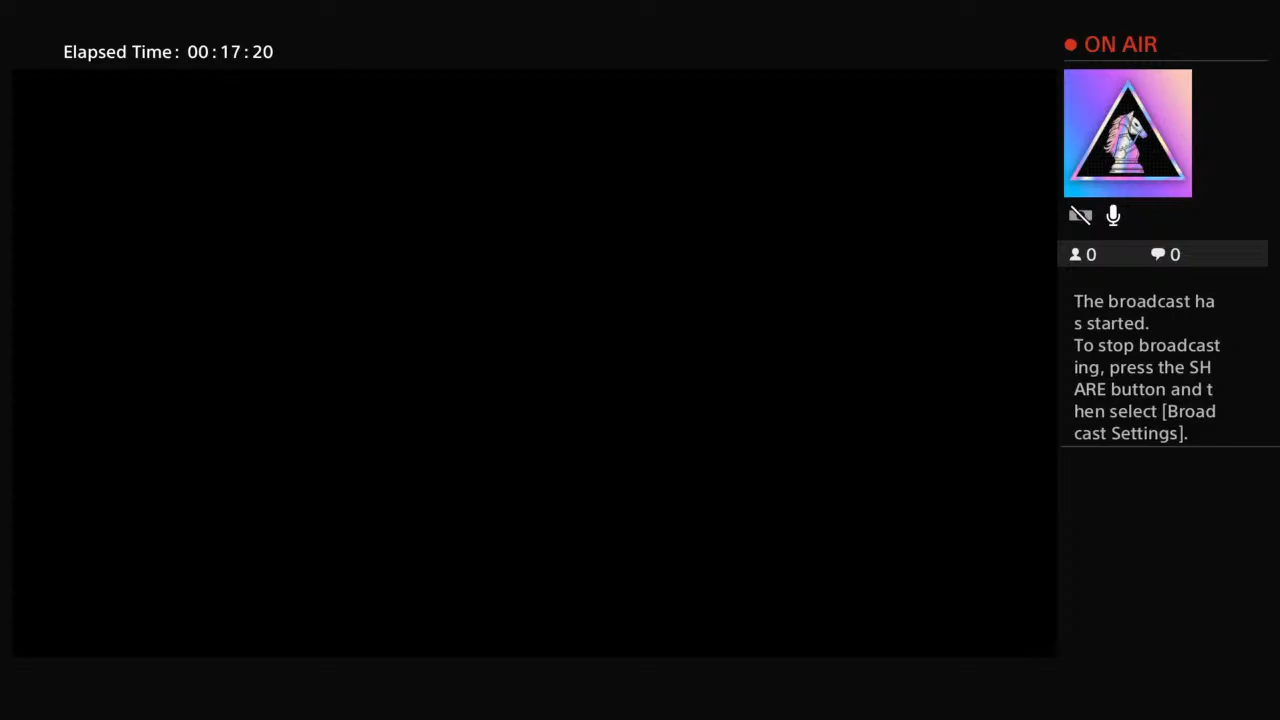 Elapsed Time: 00:17:20
ON AIR
0 0
The broadcast ha
s started.
To stop broadcast
ing, press the SH
ARE button and t
hen select [Broad
cast Settings].